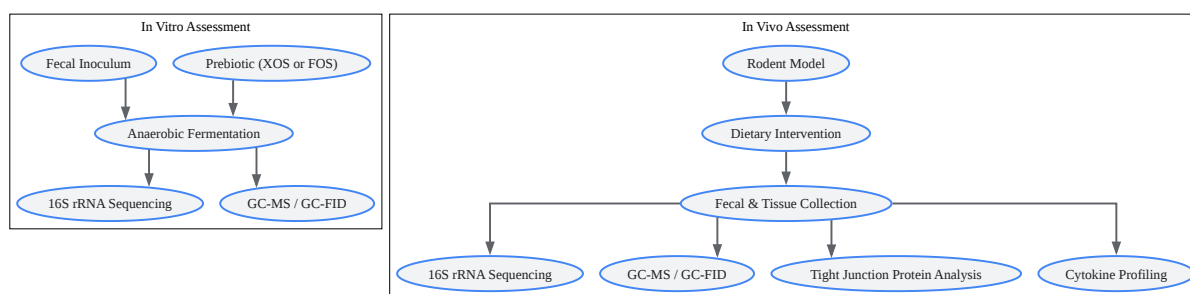 In Vitro Assessment
Fecal Inoculum
Prebiotic (XOS or FOS)
Anaerobic Fermentation
16S rRNA Sequencing
GC-MS / GC-FID
In Vivo Assessment
Rodent Model
Dietary Intervention
Fecal & Tissue Collection
16S rRNA Sequencing
GC-MS / GC-FID
Tight Junction Protein Analysis
Cytokine Profiling